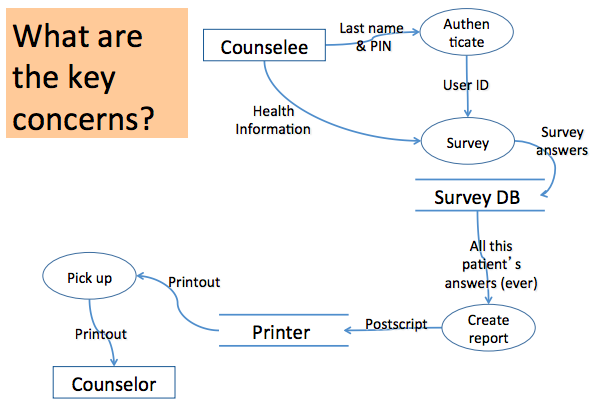 What are
the key
concerns?
Counselee
Last name
& PIN
Authen
ticate
User ID
Health
Information
Survey
Survey
answers
Survey DB
All this
patient's
answers (ever)
Create
report
Postscript
Printer
Printout
Pick up
Printout
Counselor